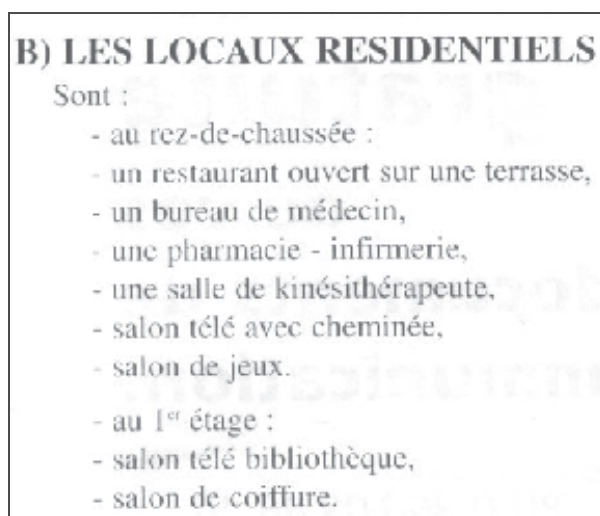 B) LES LOCAUX RESIDENTIELS
Sont :
- au rez-de-chaussée :
- un restaurant ouvert sur une terrasse,
- un bureau de médecin,
- une pharmacie - infirmerie,
- une salle de kinésithérapeute,
- salon télé avec cheminée,
- salon de jeux.
- au 1er étage :
- salon télé bibliothèque,
- salon de coiffure.